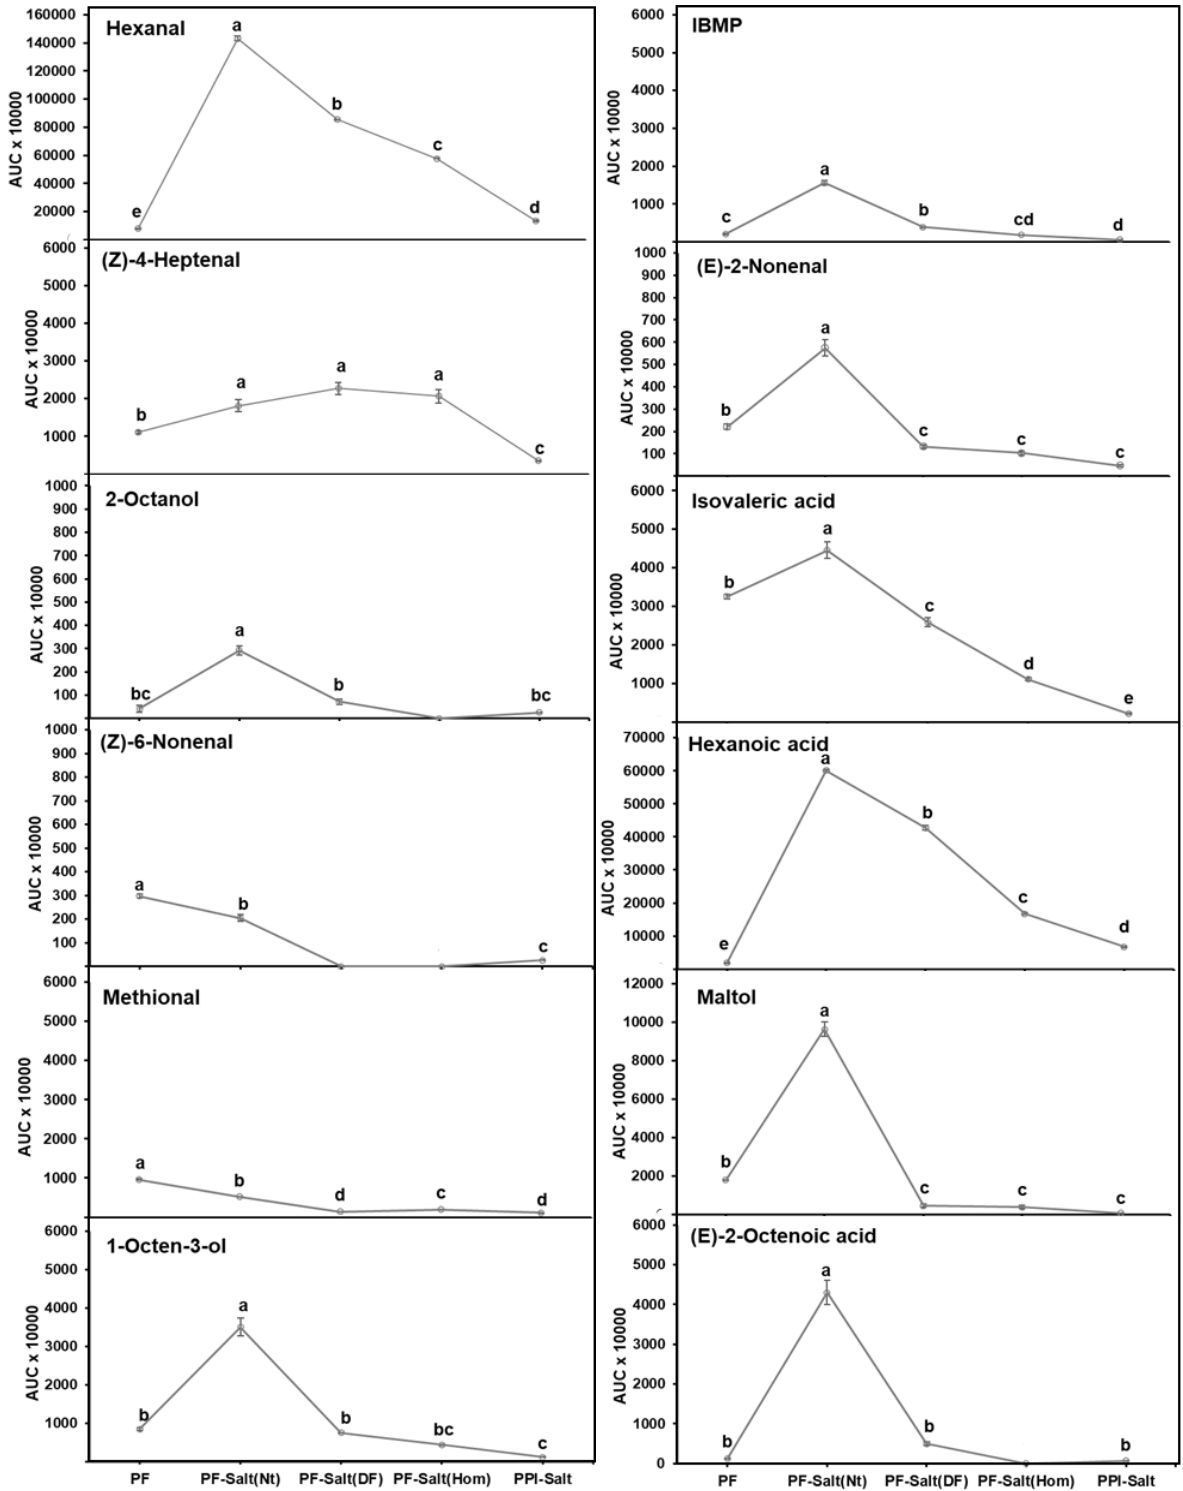 Hexanal
AUC x 10000
160000
140000
120000
100000
80000
60000
40000
20000
e
a
b
c
d
(Z)-4-Heptenal
AUC x 10000
6000
5000
4000
3000
2000
1000
b
a
a
a
c
2-Octanol
AUC x 10000
1000
900
800
700
600
500
400
300
200
100
bc
a
b
bc
(Z)-6-Nonenal
AUC x 10000
1000
900
800
700
600
500
400
300
200
100
a
b
c
Methional
AUC x 10000
6000
5000
4000
3000
2000
1000
a
b
d
c
d
1-Octen-3-ol
AUC x 10000
6000
5000
4000
3000
2000
1000
b
a
b
bc
c
PF PF-Salt(Nt) PF-Salt(DF) PF-Salt(Hom) PPI-Salt
IBMP
AUC x 10000
6000
5000
4000
3000
2000
1000
c
a
b
cd
d
(E)-2-Nonenal
AUC x 10000
1000
900
800
700
600
500
400
300
200
100
b
a
c
c
c
Isovaleric acid
AUC x 10000
6000
5000
4000
3000
2000
1000
b
a
c
d
e
Hexanoic acid
AUC x 10000
70000
60000
50000
40000
30000
20000
10000
e
a
b
c
d
Maltol
AUC x 10000
12000
10000
8000
6000
4000
2000
b
a
c
c
c
(E)-2-Octenoic acid
AUC x 10000
6000
5000
4000
3000
2000
1000
0
b
a
b
b
PF PF-Salt(Nt) PF-Salt(DF) PF-Salt(Hom) PPI-Salt